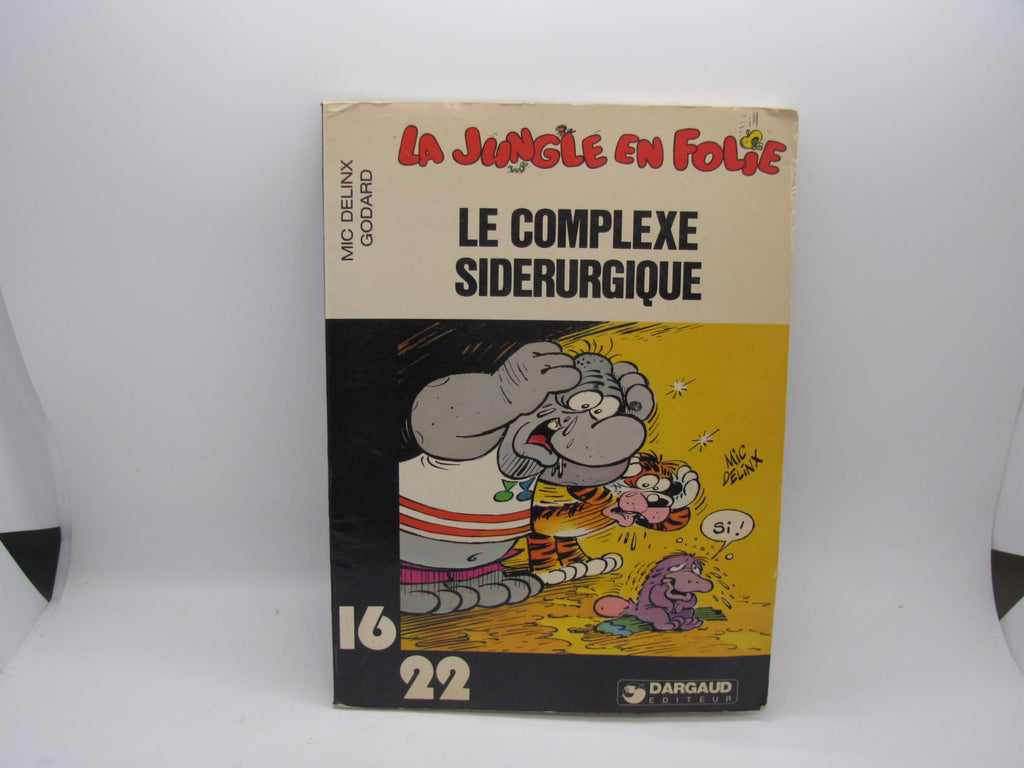 LA JUNGLE EN FOLIE
MIC DELINX
GODARD
LE COMPLEXE
SIDERURGIQUE
MIC
DELINX
Si!
16
22
DARGAUD
EDITEUR